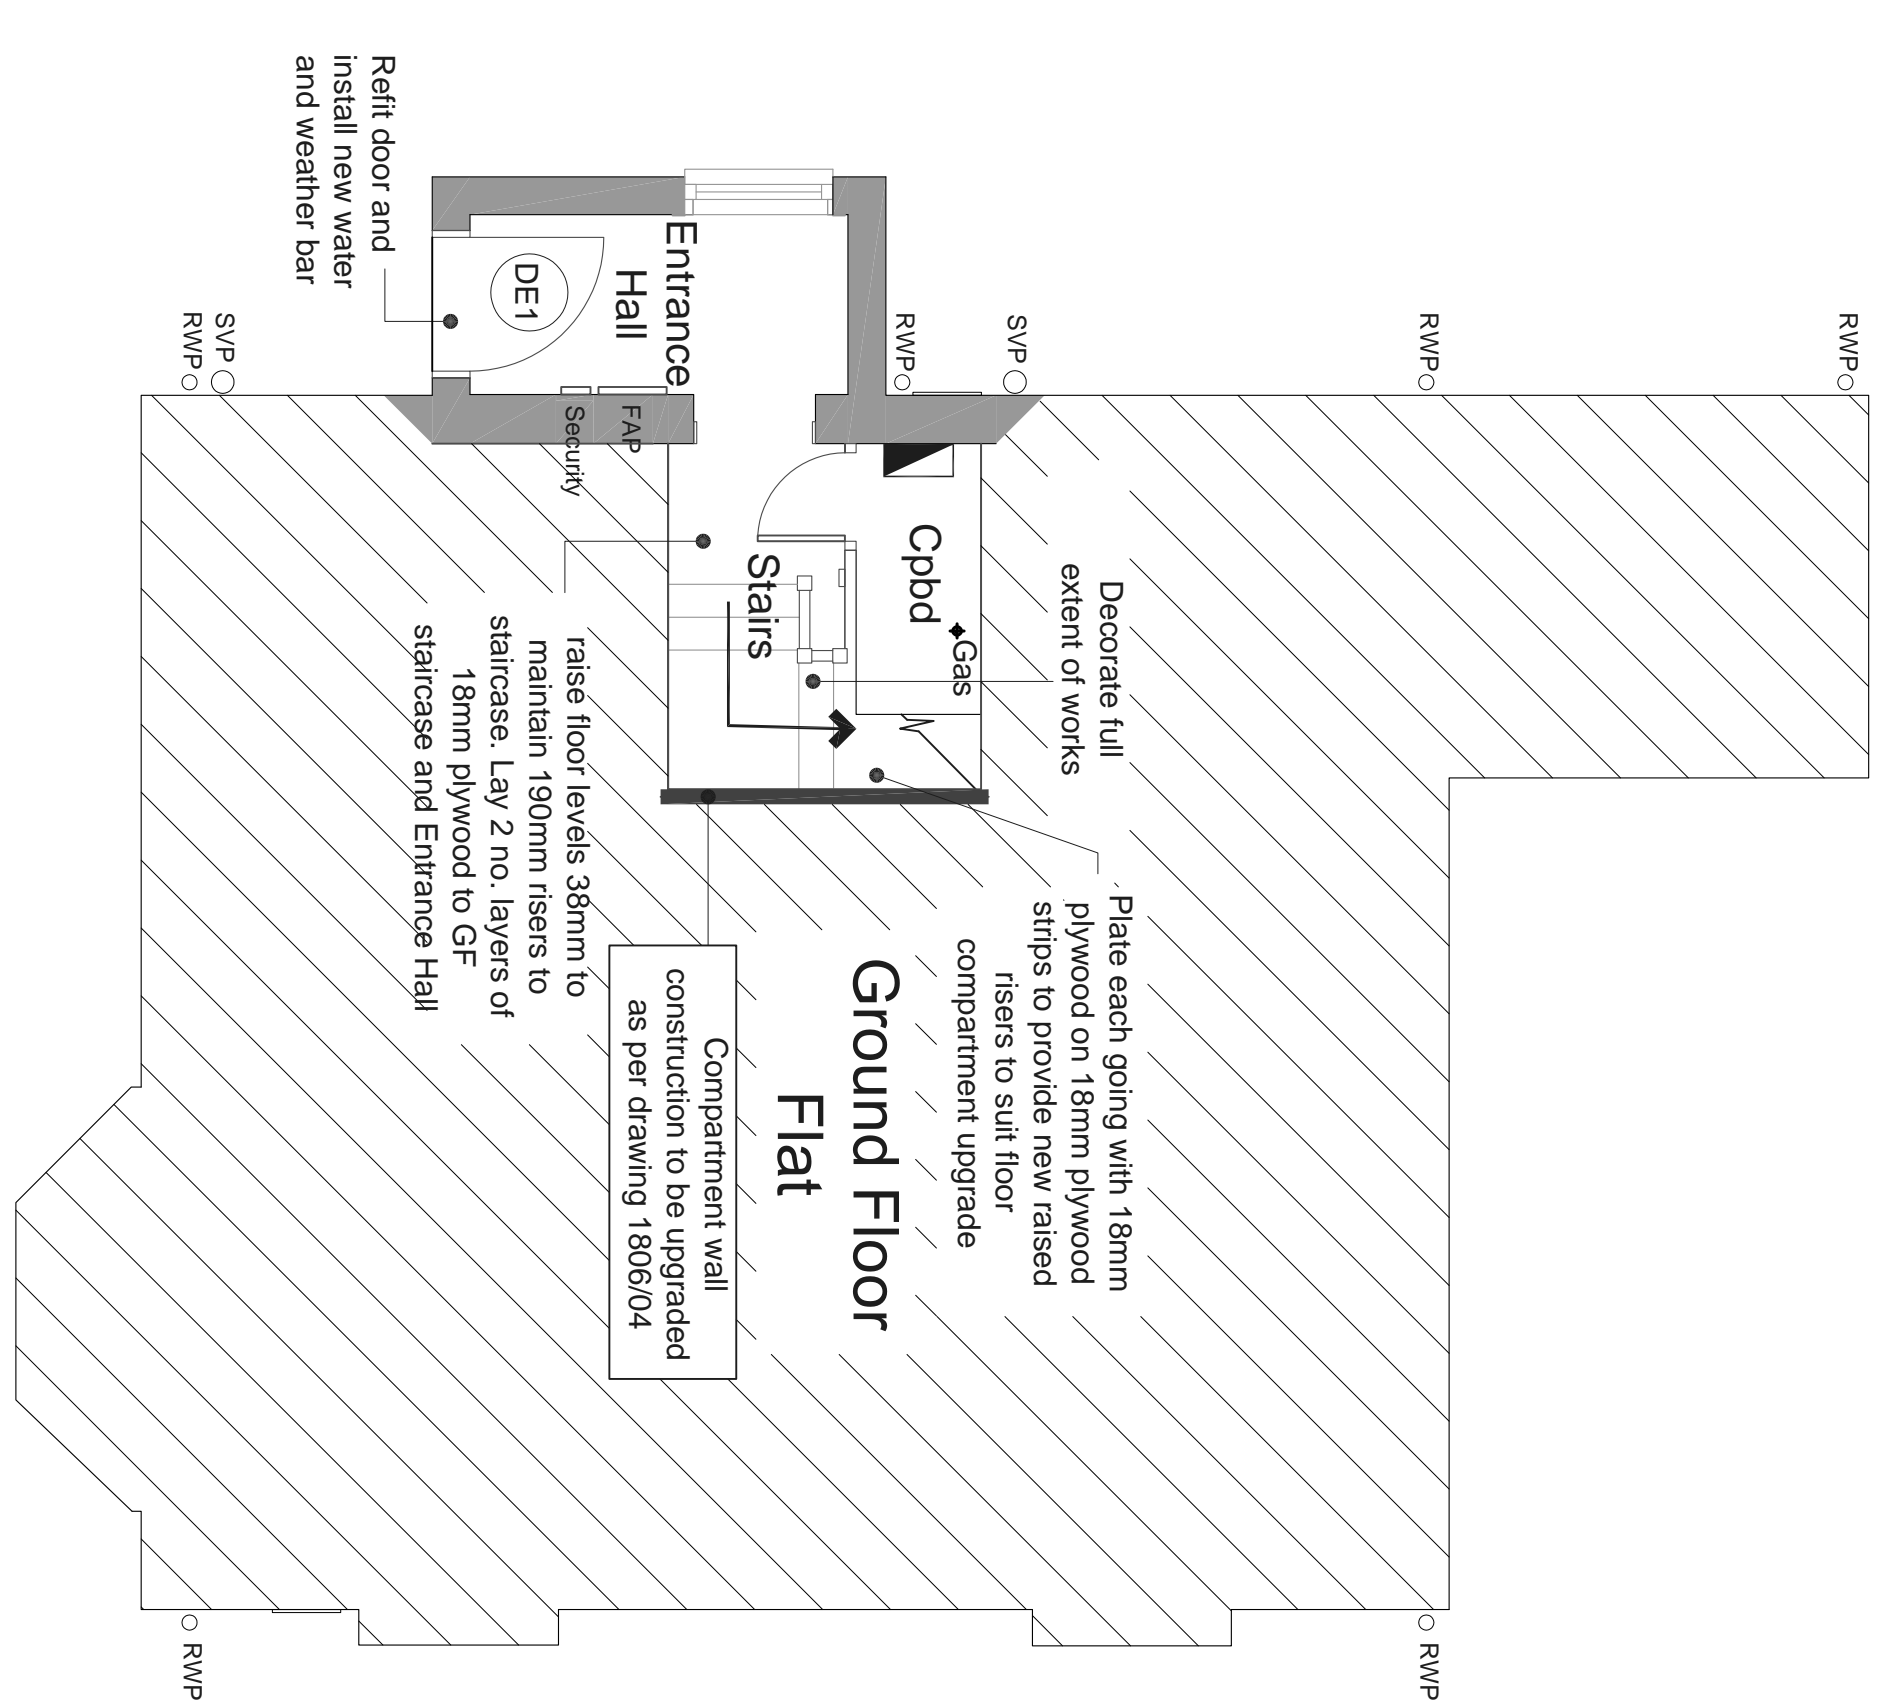 Refit door and
install new water
and weather bar
RWP
SVP
DE1
Entrance
Hall
Security
FAP
RWP
SVP
RWP
RWP
Cpbd
Gas
Stairs
Decorate full
extent of works
raise floor levels 38mm to
maintain 190mm risers to
staircase. Lay 2 no. layers of
18mm plywood to GF
staircase and Entrance Hall
Plate each going with 18mm
plywood on 18mm plywood
strips to provide new raised
risers to suit floor
compartment upgrade
Ground Floor
Flat
Compartment wall
construction to be upgraded
as per drawing 1806/04
RWP
RWP